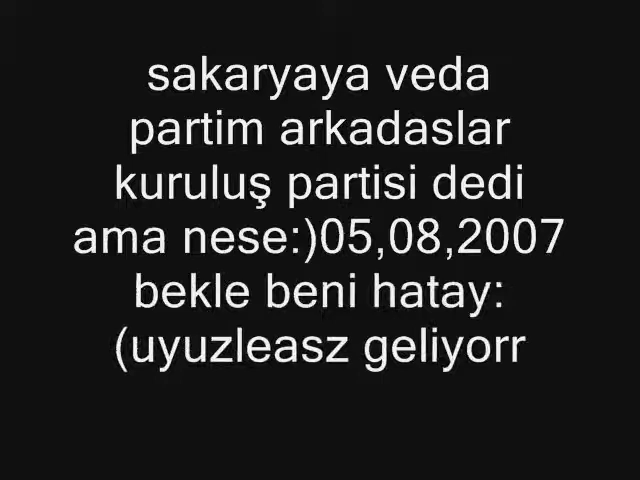 sakaryaya veda
partim arkadaslar
kuruluş partisi dedi
ama nese:)05,08,2007
bekle beni hatay:
(uyuzleasz geliyorr